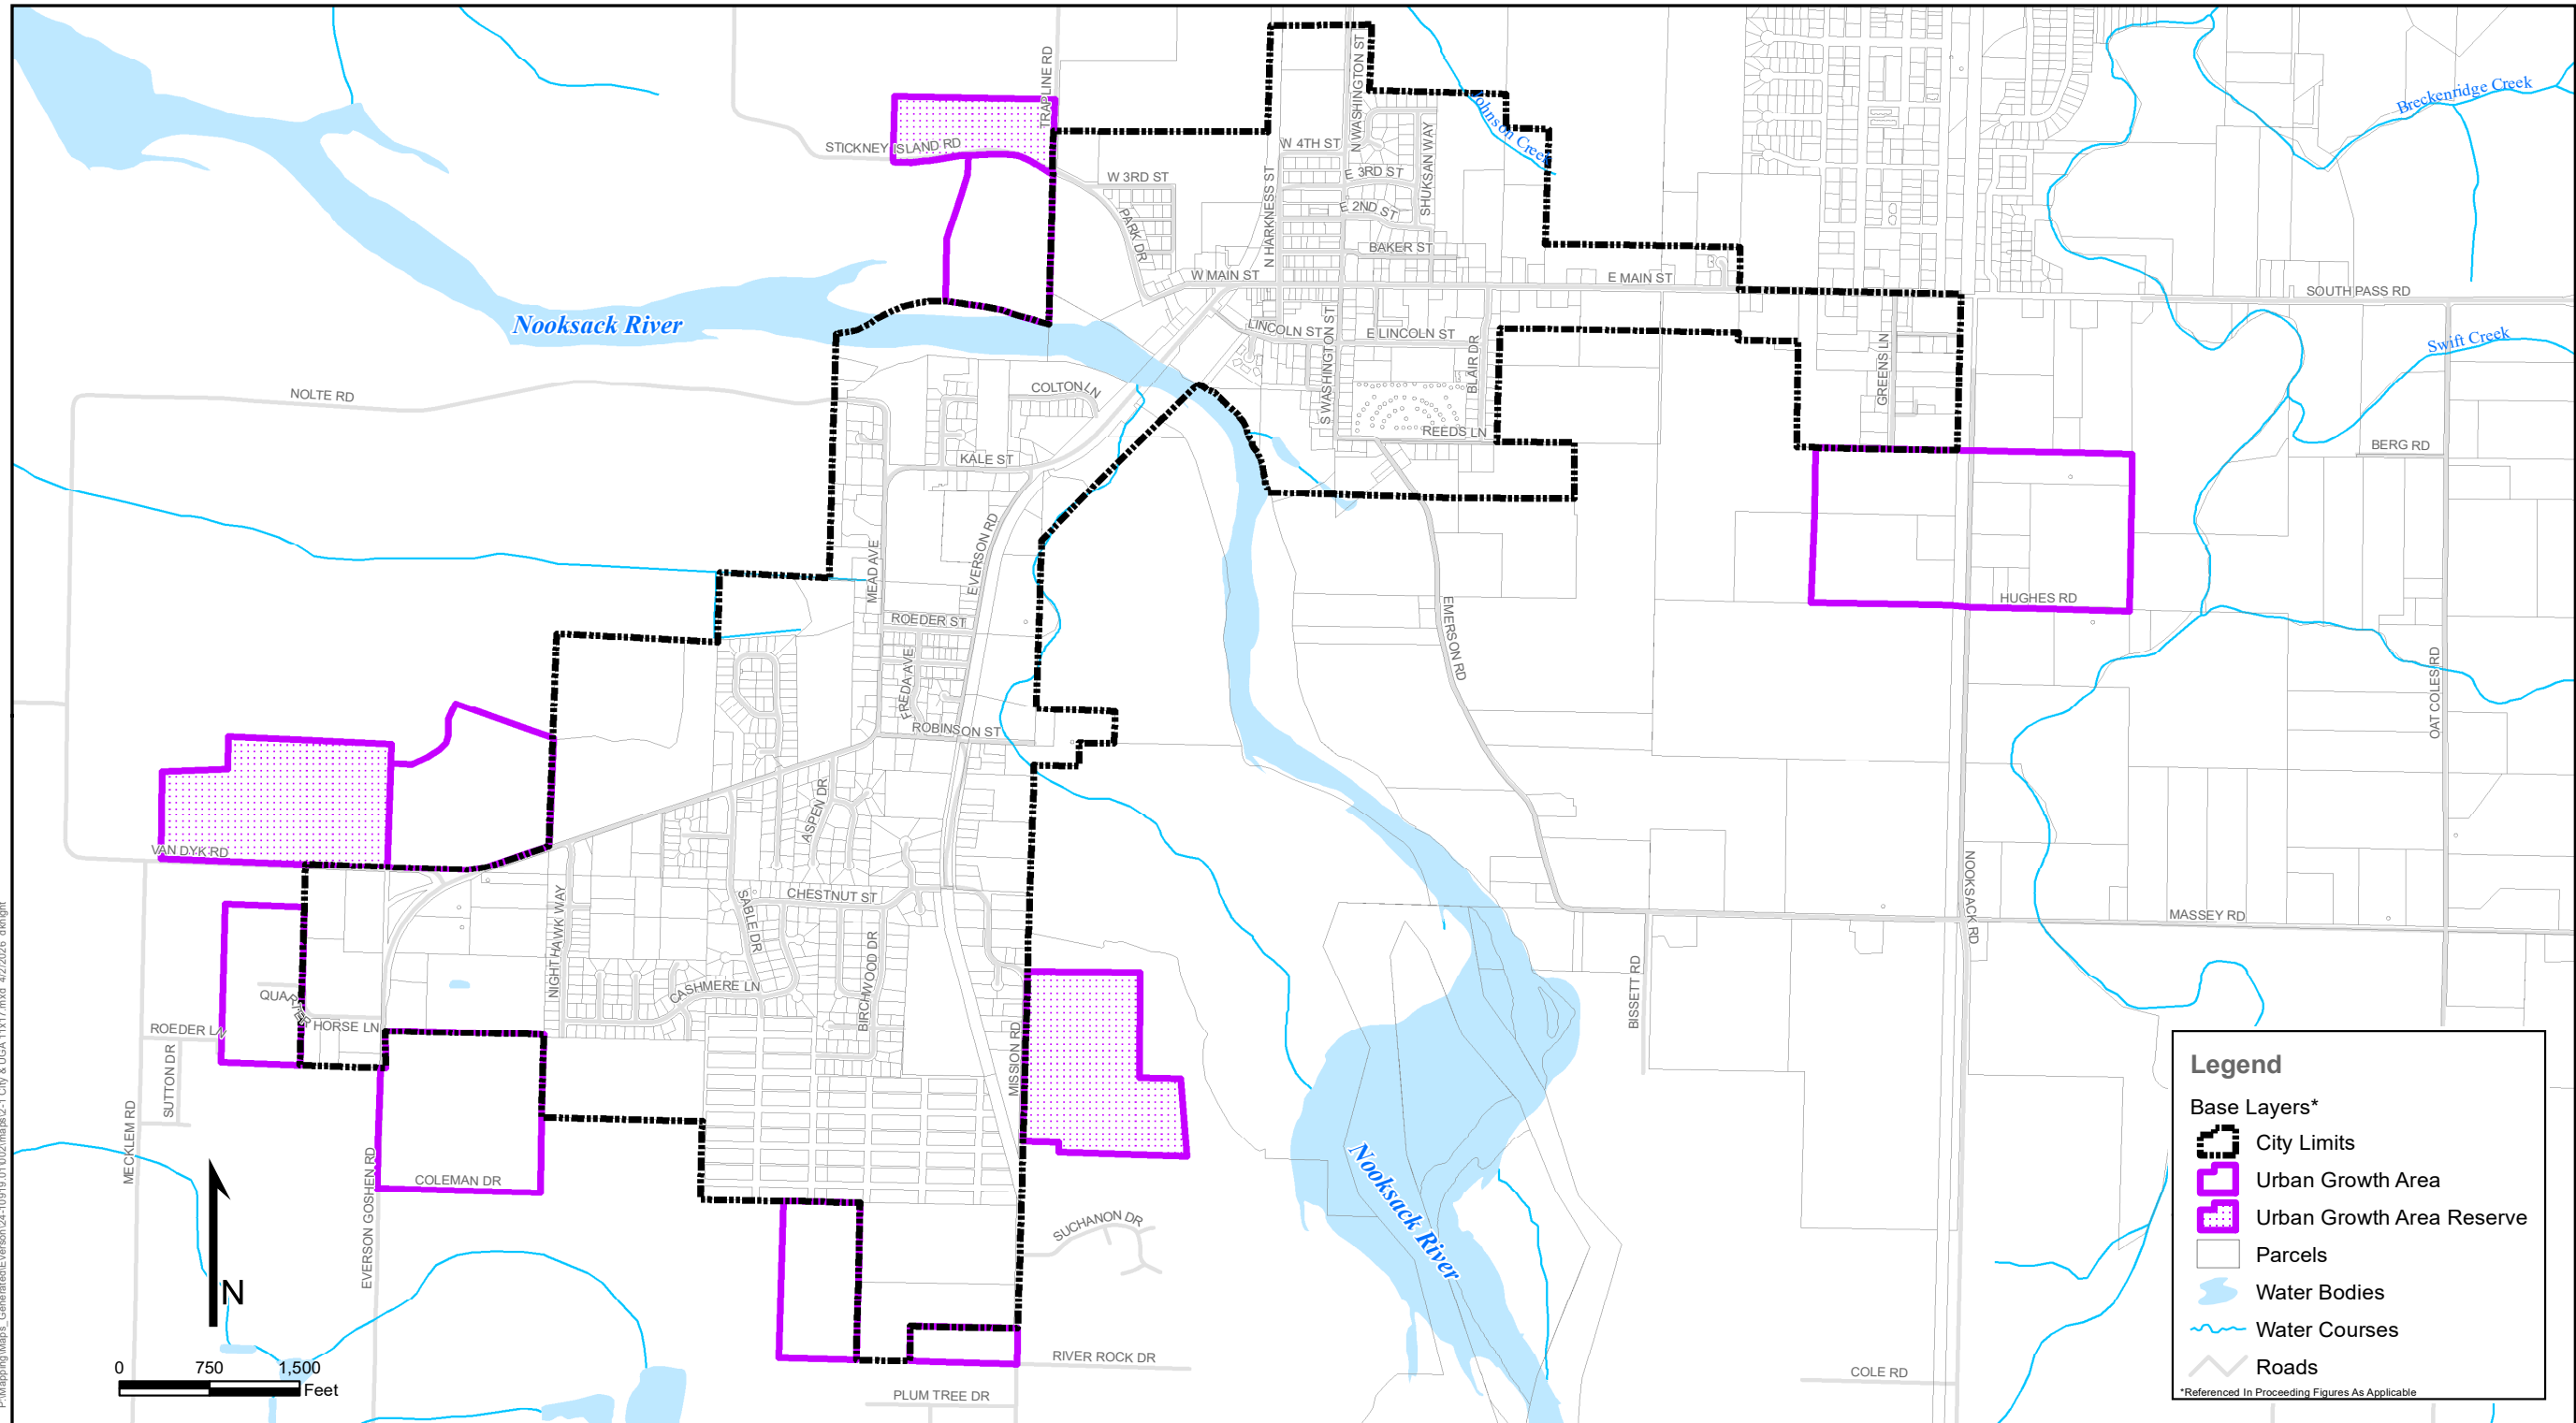 TRAPLINE RD
N WASHINGTON ST
Johnson Creek
Breckenridge Creek
STICKNEY ISLAND RD
W 4TH ST
W 3RD ST
E 3RD ST
SHUKSAN WAY
E 2ND ST
PARK DR
N HARKNESS ST
BAKER ST
W MAIN ST
E MAIN ST
SOUTH PASS RD
Nooksack River
LINCOLN ST
E LINCOLN ST
S WASHINGTON ST
BLAIR DR
GREENS LN
Swift Creek
NOLTE RD
COLTON LN
REEDS LN
BERG RD
KALE ST
EVERSON RD
MEAD AVE
HUGHES RD
EMERSON RD
ROEDER ST
FREDA AVE
ROBINSON ST
OAT COLES RD
ASPEN DR
VAN DYK RD
NOOKSACK RD
NIGHT HAWK WAY
SABLE DR
CHESTNUT ST
BIRCHWOOD DR
MASSEY RD
CASHMERE LN
QUARTER HORSE LN
BISSETT RD
ROEDER LN
SUTTON DR
MISSION RD
MECKLEM RD
EVERSON GOSHEN RD
COLEMAN DR
Nooksack River
SUCHANON DR
RIVER ROCK DR
PLUM TREE DR
COLE RD
N
0 750 1,500
Feet
Legend
Base Layers*
City Limits
Urban Growth Area
Urban Growth Area Reserve
Parcels
Water Bodies
Water Courses
Roads
*Referenced In Proceeding Figures As Applicable